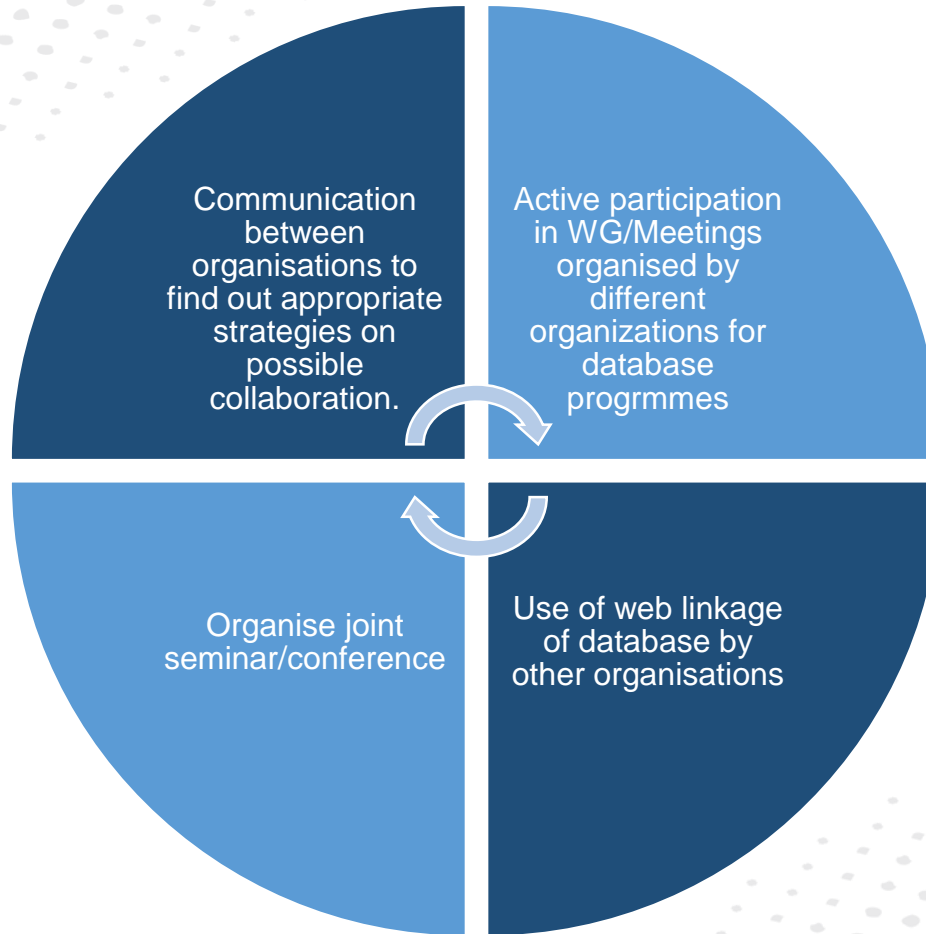 Communication
between
organisations to
find out appropriate
strategies on
possible
collaboration.
Active participation
in WG/Meetings
organised by
different
organizations for
database
progrmmes
Organise joint
seminar/conference
Use of web linkage
of database by
other organisations